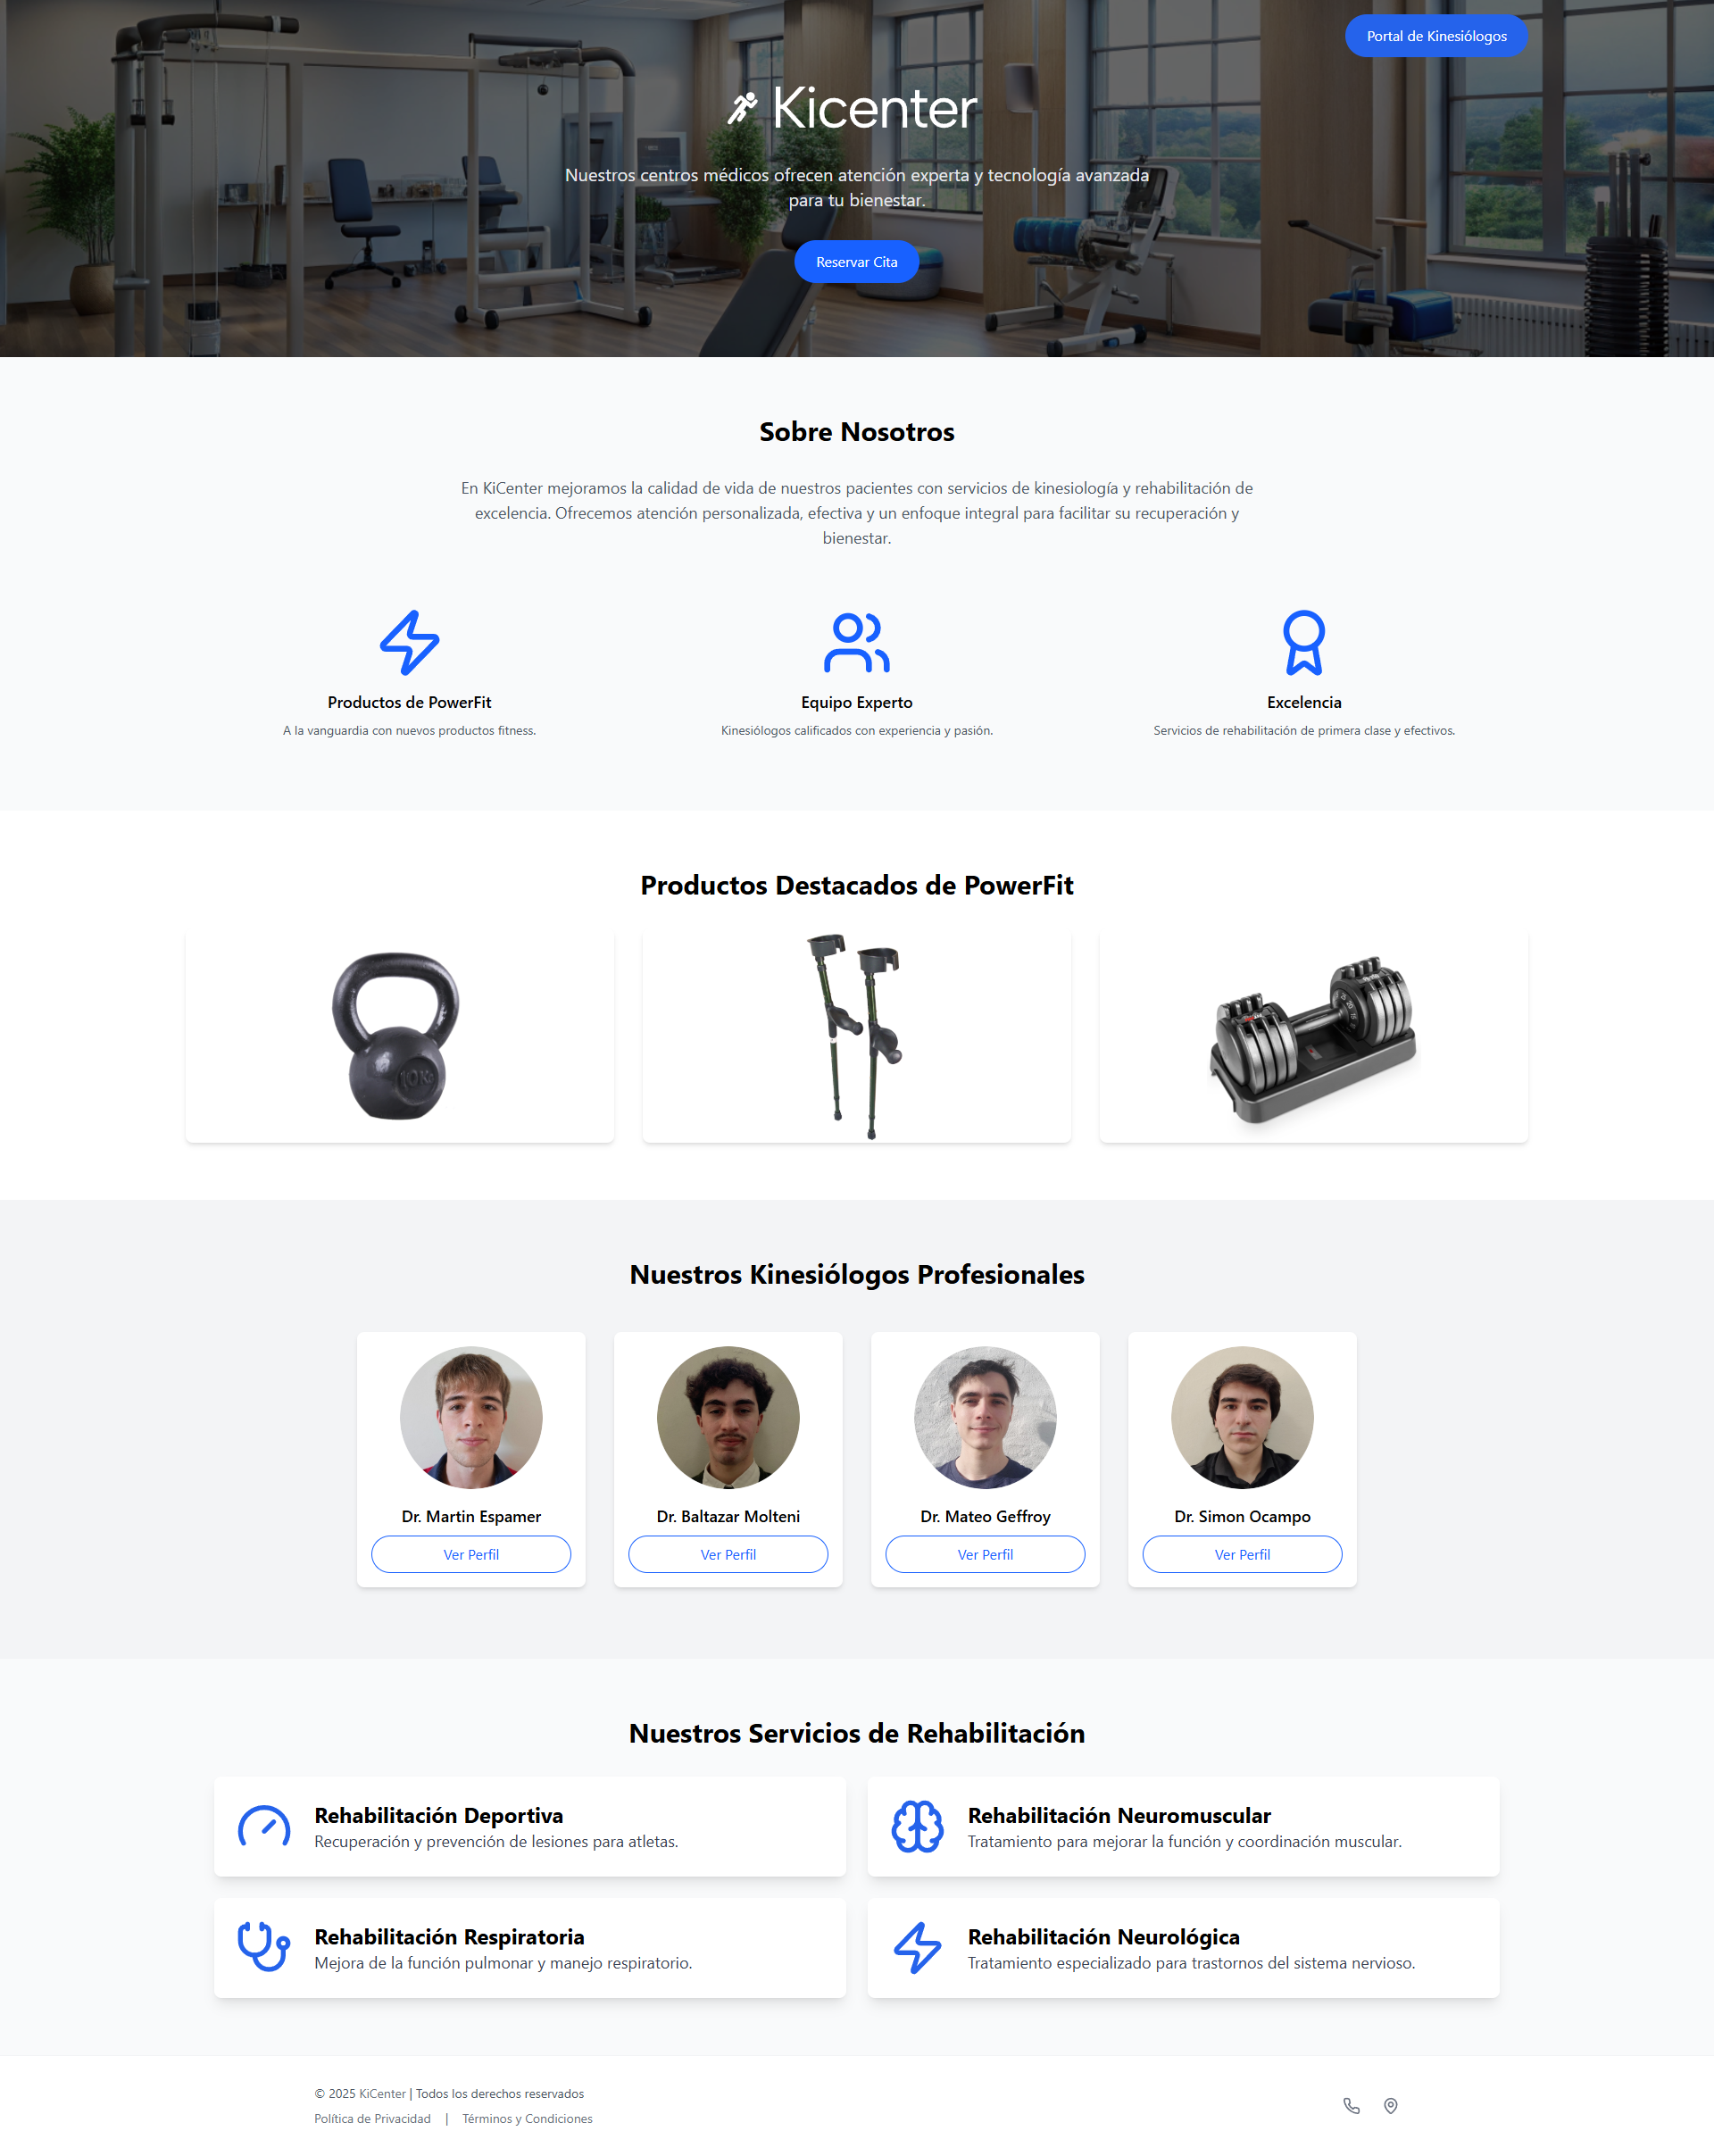 Portal de Kinesiólogos
Kicenter
Nuestros centros médicos ofrecen atención experta y tecnología avanzada
para tu bienestar.
Reservar Cita
Sobre Nosotros
En KiCenter mejoramos la calidad de vida de nuestros pacientes con servicios de kinesiología y rehabilitación de
excelencia. Ofrecemos atención personalizada, efectiva y un enfoque integral para facilitar su recuperación y
bienestar.
Productos de PowerFit
A la vanguardia con nuevos productos fitness.
Equipo Experto
Kinesiólogos calificados con experiencia y pasión.
Excelencia
Servicios de rehabilitación de primera clase y efectivos.
Productos Destacados de PowerFit
10KG
Nuestros Kinesiólogos Profesionales
Dr. Martin Espamer
Ver Perfil
Dr. Baltazar Molteni
Ver Perfil
Dr. Mateo Geffroy
Ver Perfil
Dr. Simon Ocampo
Ver Perfil
Nuestros Servicios de Rehabilitación
Rehabilitación Deportiva
Recuperación y prevención de lesiones para atletas.
Rehabilitación Neuromuscular
Tratamiento para mejorar la función y coordinación muscular.
Rehabilitación Respiratoria
Mejora de la función pulmonar y manejo respiratorio.
Rehabilitación Neurológica
Tratamiento especializado para trastornos del sistema nervioso.
© 2025 KiCenter | Todos los derechos reservados
Política de Privacidad | Términos y Condiciones